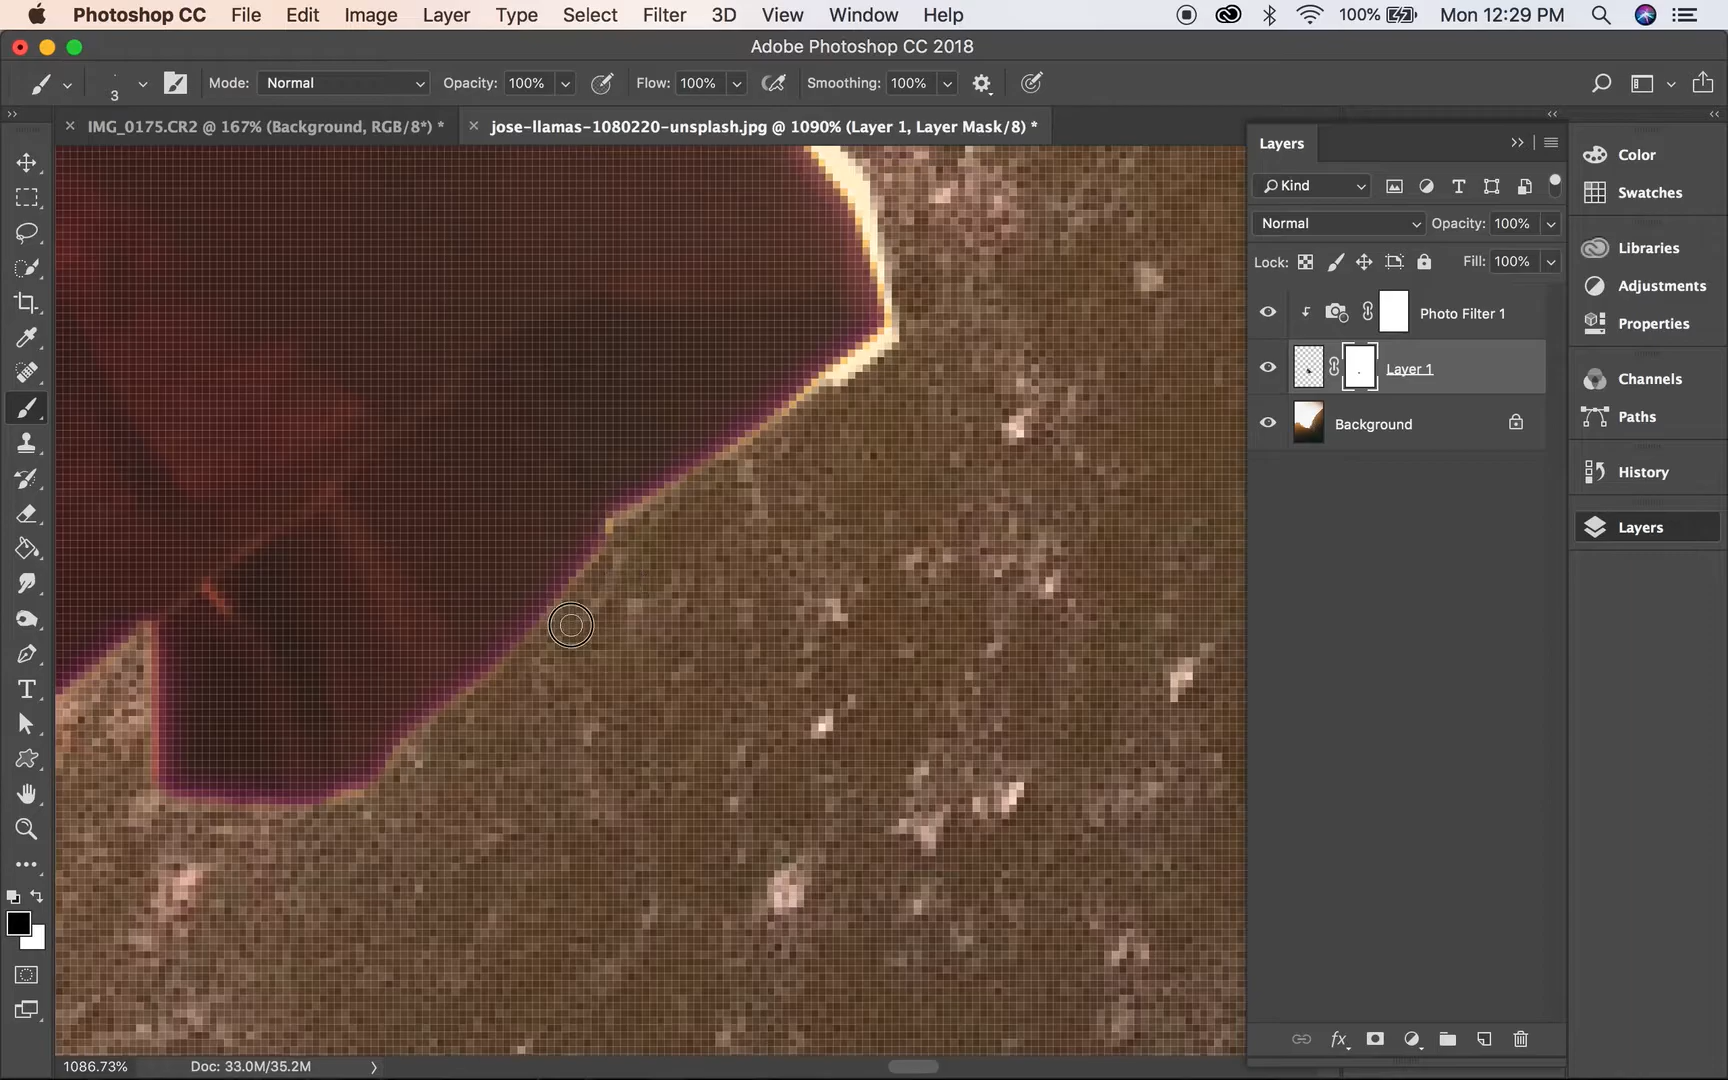 Photoshop CC File Edit Image Layer Type Select Filter 3D View Window Help 100% Mon 12:29 PM
Adobe Photoshop CC 2018
3 Mode: Normal Opacity: 100% Flow: 100% Smoothing: 100%
IMG_0175.CR2 @ 167% (Background, RGB/8*) * jose-llamas-1080220-unsplash.jpg @ 1090% (Layer 1, Layer Mask/8) *
Layers
Kind
Normal Opacity: 100%
Lock: Fill: 100%
Photo Filter 1
Layer 1
Background
Color
Swatches
Libraries
Adjustments
Properties
Channels
Paths
History
Layers
1086.73% Doc: 33.0M/35.2M